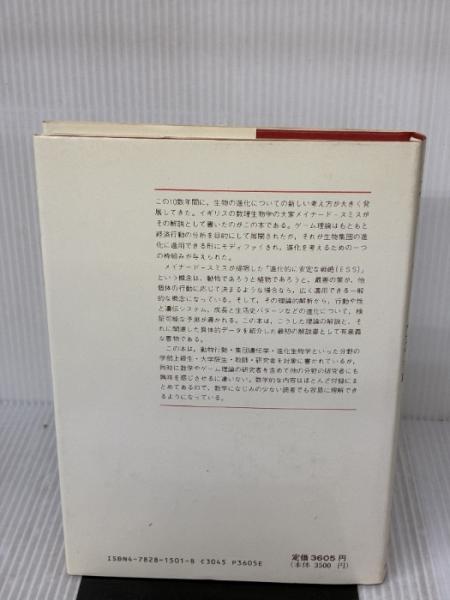 この10数年間に，生物の進化についての新しい考え方が大きく発
展してきた。イギリスの数理生物学の大家メイナード‐スミスが
その解説として書いたのがこの本である。ゲーム理論はもともと
経済行動の分析を目的にして展開されたが，それが生物集団の進
化に適用できる形にモディファイされ，進化を考えるための一つ
の枠組みが与えられた。
メイナード‐スミスが提唱した「進化的に安定な戦略(ESS)」
という概念は，動物であろうと植物であろうと，最善の策が，他
個体の行動に応じて決まるような場合なら，広く適用できる一般
的な概念になっている。そして，その理論的解析から，行動や性
と遺伝システム，成長と生活史パターンなどの進化について，検
証可能な予測が導かれる。この本は，こうした理論の解説と，そ
れに関連した具体的データを紹介した最初の解説書として有意義
な書物である。
この本は，動物行動・集団遺伝学・進化生物学といった分野の
学部上級生・大学院生・教師・研究者を対象に書かれているが，
同時に数学やゲーム理論の研究者を含めて他の分野の研究者にも
興味を感じさせるに違いない。数学的な内容はほとんど付録にま
とめてあるので，数学になじみの少ない読者でも容易に理解でき
るようになっている。
ISBN4-7828-1501-8 C3045 P3605E
定価3605円
(本体 3500 円)